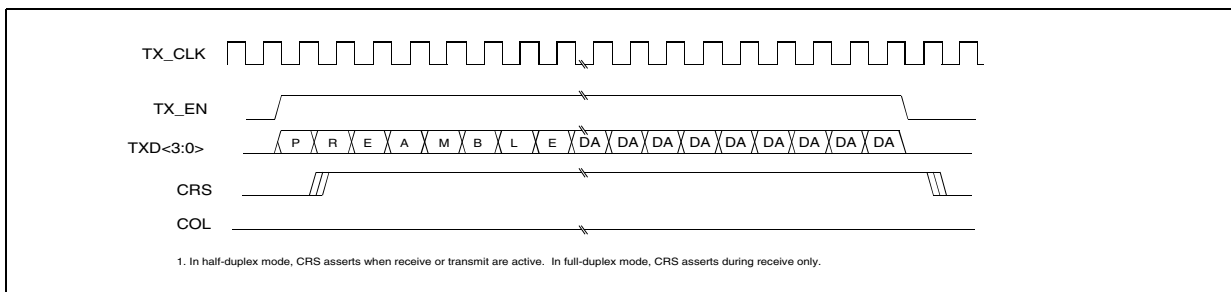 TX_CLK
TX_EN
TXD<3:0> P R E A M B L E DA DA DA DA DA DA DA DA DA
CRS
COL
1. In half-duplex mode, CRS asserts when receive or transmit are active. In full-duplex mode, CRS asserts during receive only.